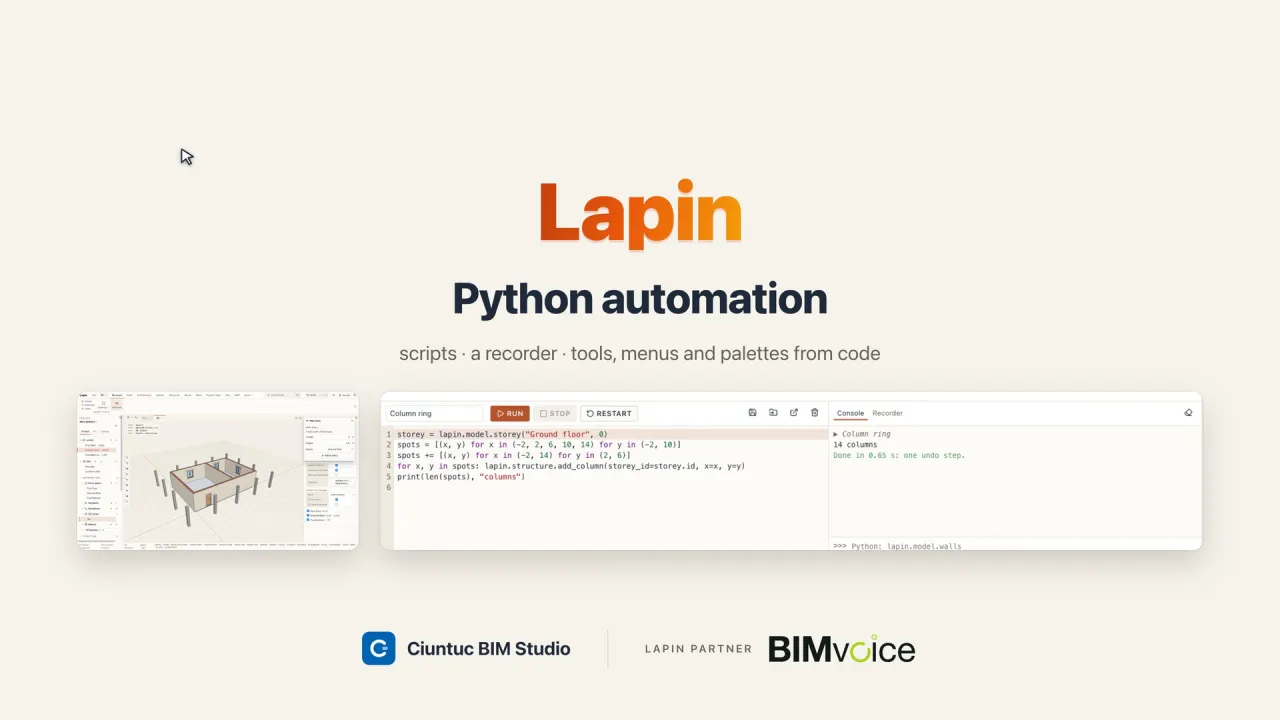 Lapin
Python automation
scripts · a recorder · tools, menus and palettes from code
Column ring
RUN
STOP
RESTART
1 storey = lapin.model.storey("Ground floor", 0)
2 spots = [(x, y) for x in (-2, 2, 6, 10, 14) for y in (-2, 10)]
3 spots += [(x, y) for x in (-2, 14) for y in (2, 6)]
4 for x, y in spots: lapin.structure.add_column(storey_id=storey.id, x=x, y=y)
5 print(len(spots), "columns")
6
Console Recorder
▶ Column ring
14 columns
Done in 0.65 s: one undo step.
>>> Python: lapin.model.walls
Ciuntuc BIM Studio
LAPIN PARTNER
BIMvoice